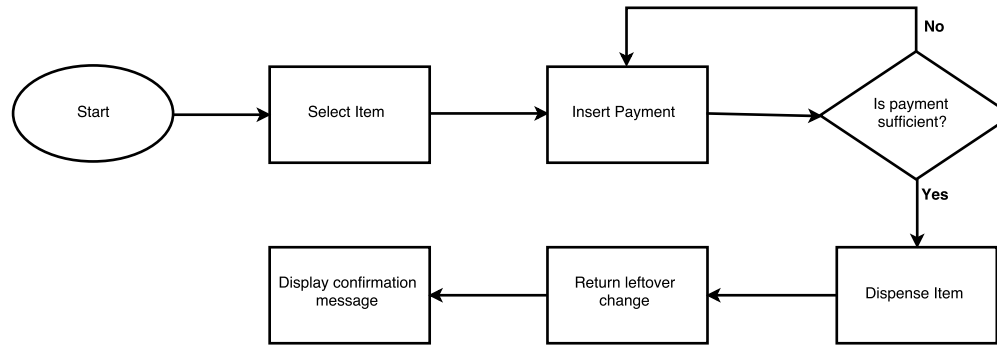 Start
Select Item
Insert Payment
Is payment
sufficient?
No
Yes
Dispense Item
Return leftover
change
Display confirmation
message